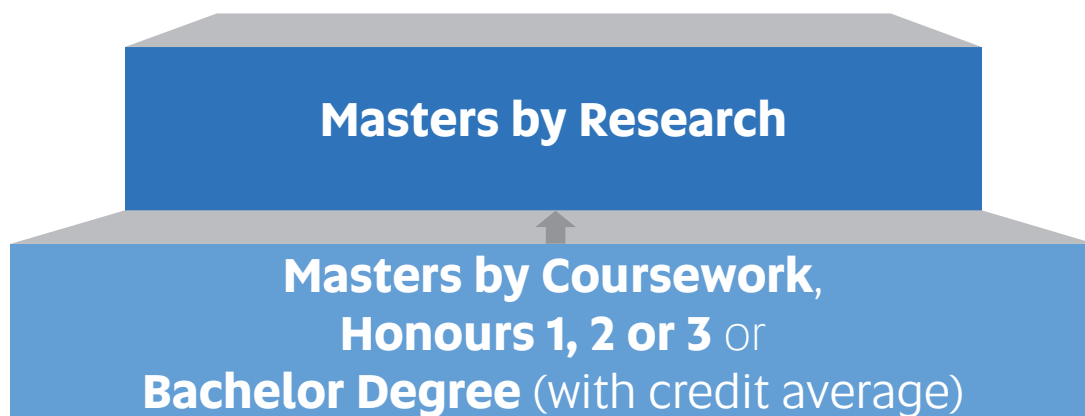 Masters by Research
Masters by Coursework,
Honours 1, 2 or 3 or
Bachelor Degree (with credit average)